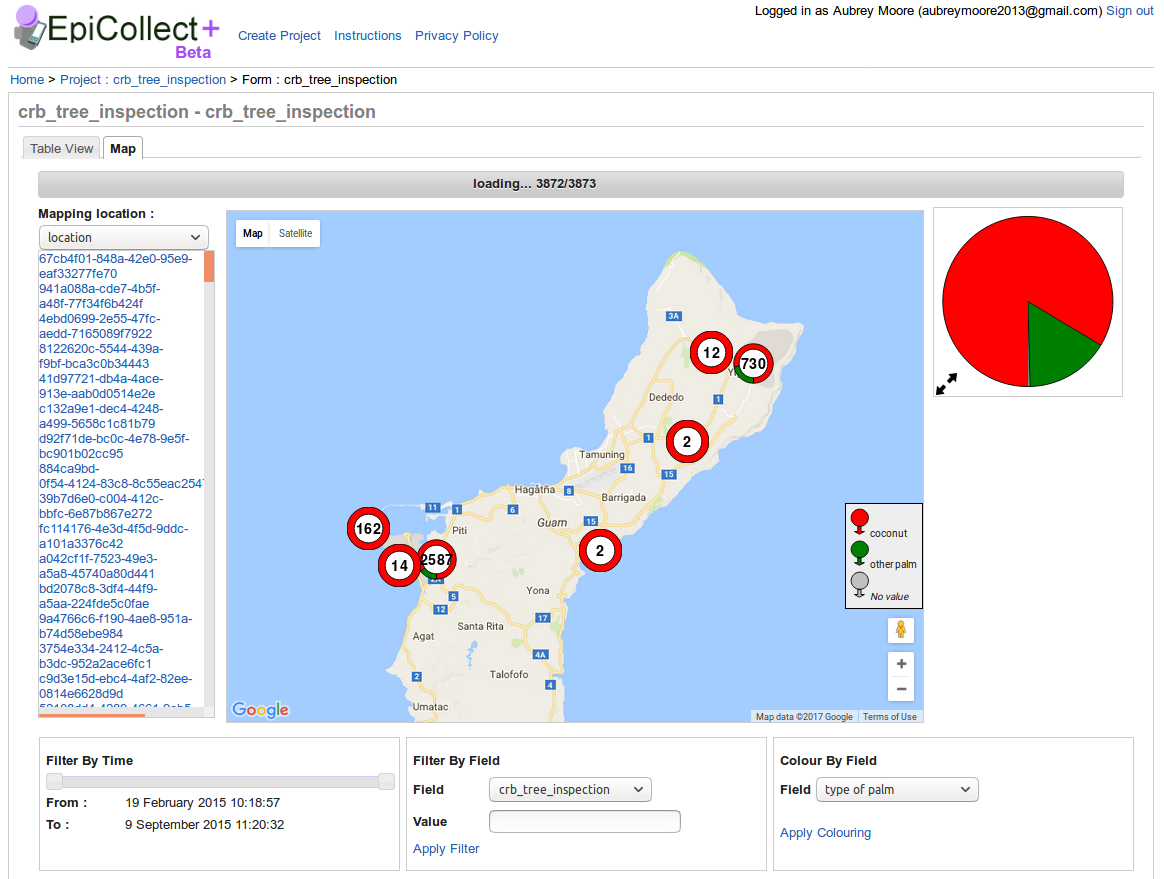 Logged in as Aubrey Moore (aubreymoore2013@gmail.com) Sign out
EpiCollect+
Beta
Create Project Instructions Privacy Policy
Home > Project : crb_tree_inspection > Form : crb_tree_inspection
crb_tree_inspection - crb_tree_inspection
Table View Map
loading... 3872/3873
Mapping location :
location
67cb4f01-848a-42e0-95e9-
eaf33277fe70
941a088a-cde7-4b5f-
a48f-77f34f6b424f
4ebd0699-2e55-47fc-
aedd-7165089f7922
8122620c-5544-439a-
f9bf-bca3c0b34443
41d97721-db4a-4ace-
913e-aab0d0514e2e
c132a9e1-dec4-4248-
a499-5658c1c81b79
d92f71de-bc0c-4e78-9e5f-
bc901b02cc95
884ca9bd-
0f54-4124-83c8-8c55eac254
39b7d6e0-c004-412c-
bbfc-6e87b867e272
fc114176-4e3d-4f5d-9ddc-
a101a3376c42
a042cf1f-7523-49e3-
a5a8-45740a80d441
bd2078c8-3df4-44f9-
a5aa-224fde5c0fae
9a4766c6-f190-4ae8-951a-
b74d58ebe984
3754e334-2412-4c5a-
b3dc-952a2ace6fc1
c9d3e15d-ebc4-4af2-82ee-
0814e6628d9d
Map Satellite
3A
12
730
Dededo
1
2
1
Tamuning
16
15
Hagåtña
8
Barrigada
11
1
6
15
Guam
162
Piti
2
14
2587
5
Yona
12
17
Santa Rita
Agat
4A
Talofofo
2
4
Umatac
Google
Map data ©2017 Google Terms of Use
coconut
other palm
No value
+
−
Filter By Time
From : 19 February 2015 10:18:57
To : 9 September 2015 11:20:32
Filter By Field
Field crb_tree_inspection
Value
Apply Filter
Colour By Field
Field type of palm
Apply Colouring